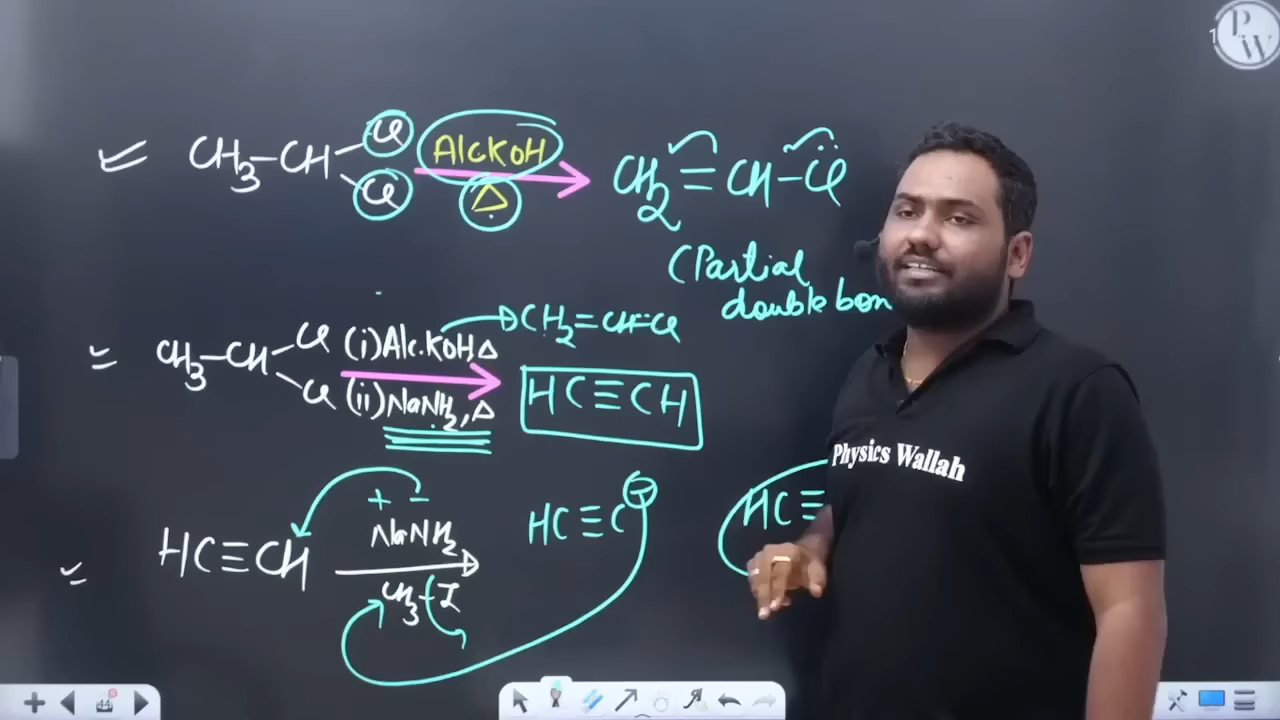 PW
CH3-CH Cl Cl AlcKOH Δ CH2=CH-C̈l
(Partial
double bon
CH3-CH Cl Cl (i)Alc.KOH,Δ CH2=CH-Cl
(ii)NaNH2,Δ HC≡CH
HC≡CH + - NaNH2 CH3-I HC≡C⊖ HC≡
Physics Wallah
44